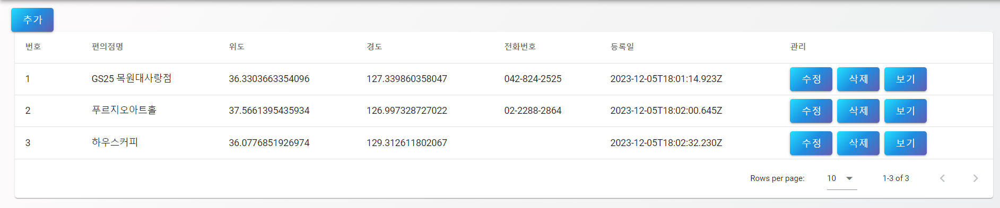 추가
번호 편의점명 위도 경도 전화번호 등록일 관리
1 GS25 목원대사랑점 36.3303663354096 127.339860358047 042-824-2525 2023-12-05T18:01:14.923Z 수정 삭제 보기
2 푸르지오아트홀 37.5661395435934 126.997328727022 02-2288-2864 2023-12-05T18:02:00.645Z 수정 삭제 보기
3 하우스커피 36.0776851926974 129.312611802067 2023-12-05T18:02:32.230Z 수정 삭제 보기
Rows per page: 10 1-3 of 3